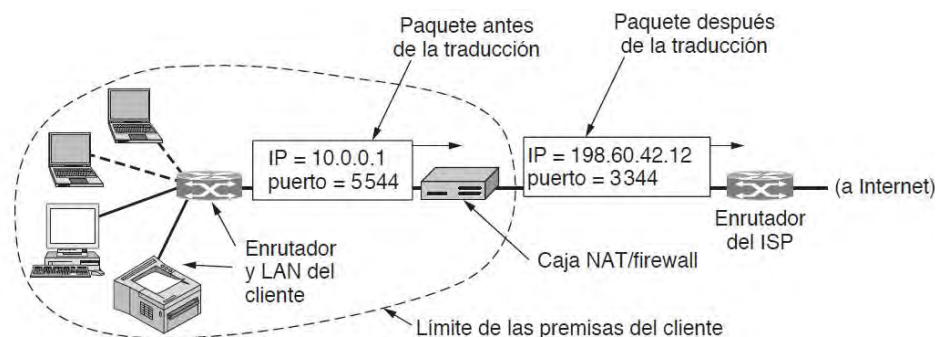 Paquete antes
de la traducción
Paquete después
de la traducción
IP = 10.0.0.1
puerto = 5544
IP = 198.60.42.12
puerto = 3344
(a Internet)
Enrutador
y LAN del
cliente
Caja NAT/firewall
Enrutador
del ISP
Límite de las premisas del cliente